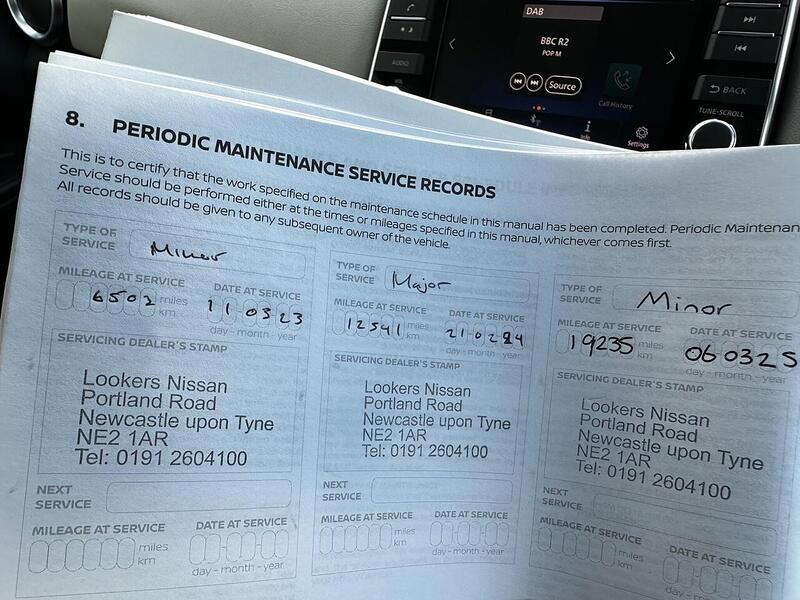 DAB
BBC R2
POP M
Source
Call History
Info
Settings
AUDIO
VOL
BACK
TUNE·SCROLL
8. PERIODIC MAINTENANCE SERVICE RECORDS
This is to certify that the work specified on the maintenance schedule in this manual has been completed. Periodic Maintenan
Service should be performed either at the times or mileages specified in this manual, whichever comes first.
All records should be given to any subsequent owner of the vehicle.
TYPE OF
SERVICE Minor
MILEAGE AT SERVICE DATE AT SERVICE
6502 miles 11 03 23
km day - month - year
SERVICING DEALER'S STAMP
Lookers Nissan
Portland Road
Newcastle upon Tyne
NE2 1AR
Tel: 0191 2604100
NEXT
SERVICE
MILEAGE AT SERVICE DATE AT SERVICE
miles
km day - month - year
TYPE OF
SERVICE Major
MILEAGE AT SERVICE DATE AT SERVICE
12541 miles 21 02 24
km day - month - year
SERVICING DEALER'S STAMP
Lookers Nissan
Portland Road
Newcastle upon Tyne
NE2 1AR
Tel: 0191 2604100
NEXT
SERVICE
MILEAGE AT SERVICE DATE AT SERVICE
miles
km day - month - year
TYPE OF
SERVICE Minor
MILEAGE AT SERVICE DATE AT SERVICE
19235 miles 06 03 25
km day - month - year
SERVICING DEALER'S STAMP
Lookers Nissan
Portland Road
Newcastle upon Tyne
NE2 1AR
Tel: 0191 2604100
NEXT
SERVICE
MILEAGE AT SERVICE DATE AT SERVICE
miles
km day - month - year